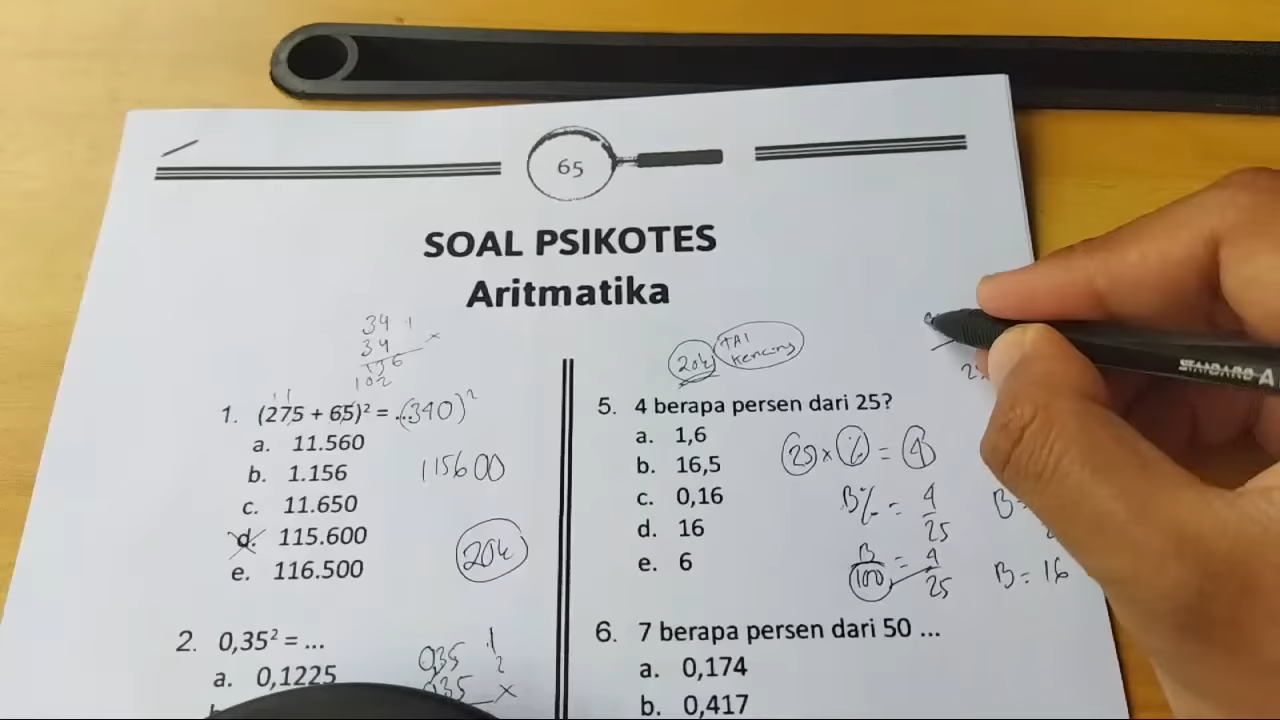 65
SOAL PSIKOTES
Aritmatika
34
34 ×
136
102
1. (275 + 65)² = ...(340)²
a. 11.560
b. 1.156
115600
c. 11.650
d. 115.600
20k
e. 116.500
2. 0,35² = ...
a. 0,1225
0,35
0,35 ×
20k
5. 4 berapa persen dari 25?
a. 1,6
b. 16,5
25 × % = 4
c. 0,16
B% = 4/25
d. 16
e. 6
B/100 = 4/25
B = 16
6. 7 berapa persen dari 50 ...
a. 0,174
b. 0,417
STANDARD A